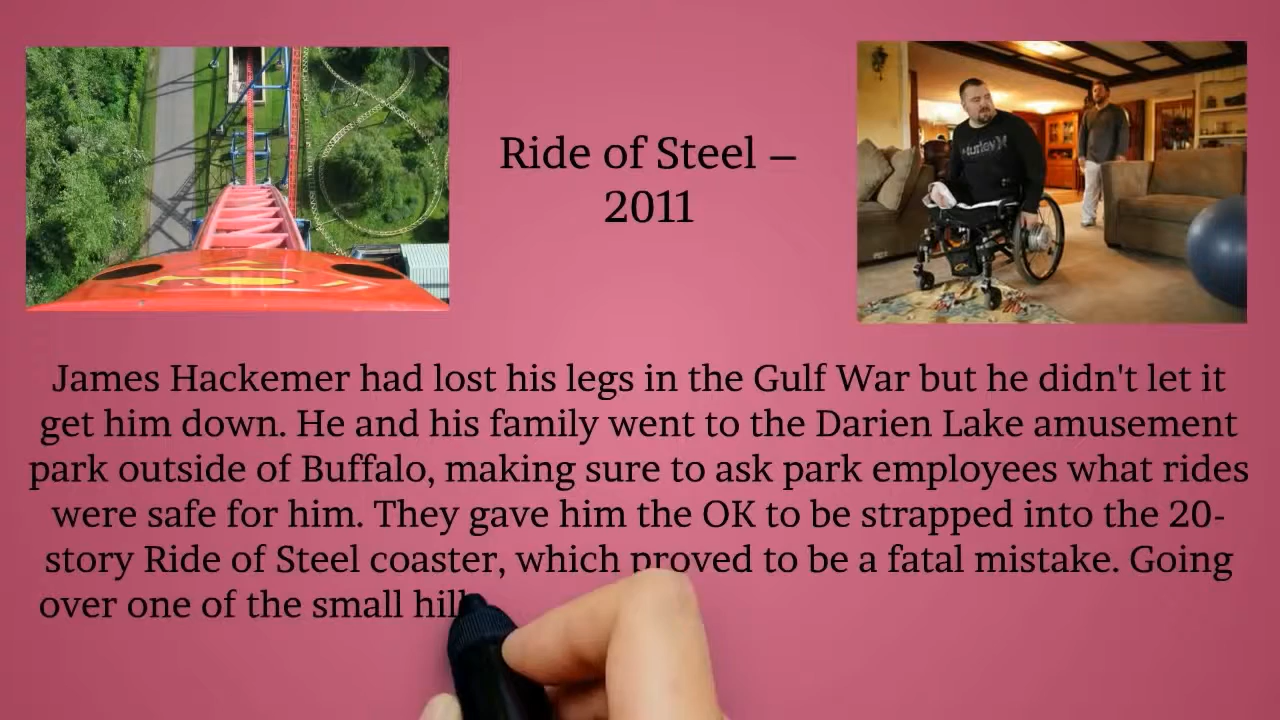 Ride of Steel –
2011
Hurley
James Hackemer had lost his legs in the Gulf War but he didn't let it
get him down. He and his family went to the Darien Lake amusement
park outside of Buffalo, making sure to ask park employees what rides
were safe for him. They gave him the OK to be strapped into the 20-
story Ride of Steel coaster, which proved to be a fatal mistake. Going
over one of the small hill